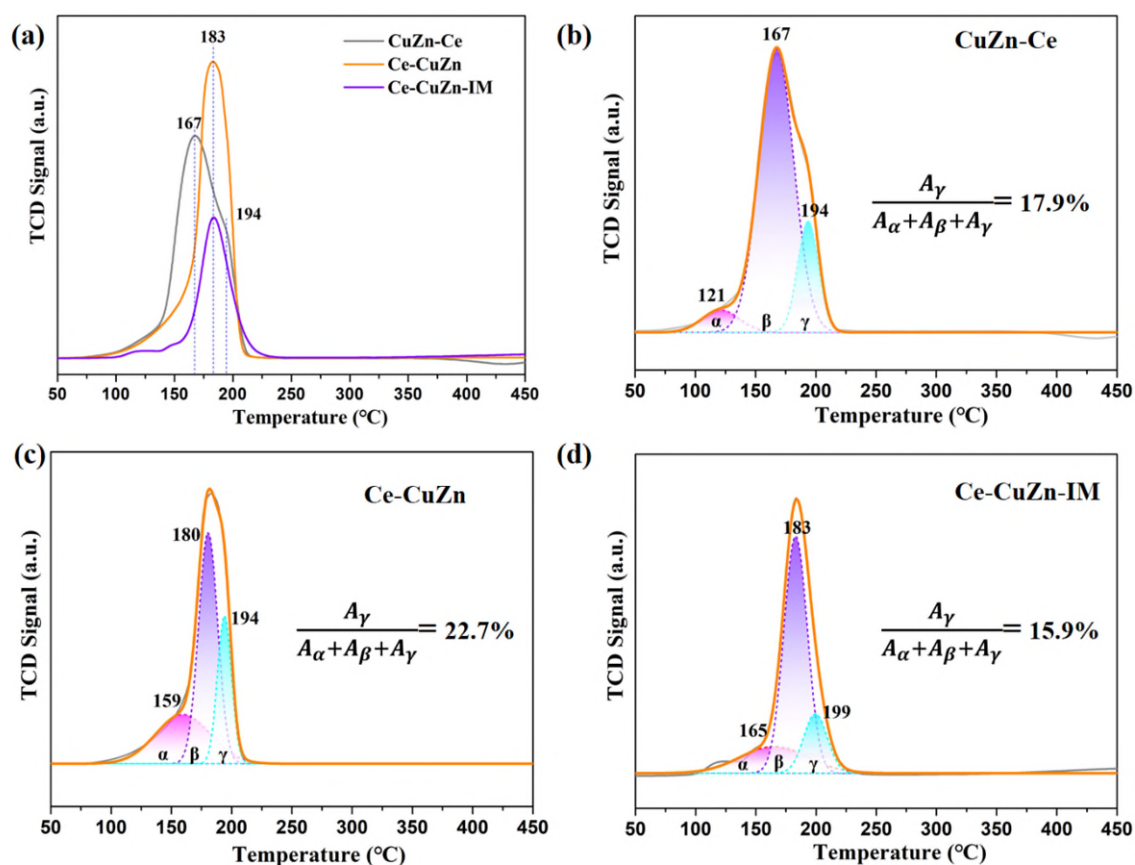 (a)
183
CuZn-Ce
Ce-CuZn
Ce-CuZn-IM
167
194
TCD Signal (a.u.)
50 100 150 200 250 300 350 400 450
Temperature (°C)
(b)
167
CuZn-Ce
Aγ
Aα+Aβ+Aγ
= 17.9%
194
121
α β γ
TCD Signal (a.u.)
50 100 150 200 250 300 350 400 450
Temperature (°C)
(c)
Ce-CuZn
180
Aγ
Aα+Aβ+Aγ
= 22.7%
194
159
α β γ
TCD Signal (a.u.)
50 100 150 200 250 300 350 400 450
Temperature (°C)
(d)
Ce-CuZn-IM
183
Aγ
Aα+Aβ+Aγ
= 15.9%
165
199
α β γ
TCD Signal (a.u.)
50 100 150 200 250 300 350 400 450
Temperature (°C)